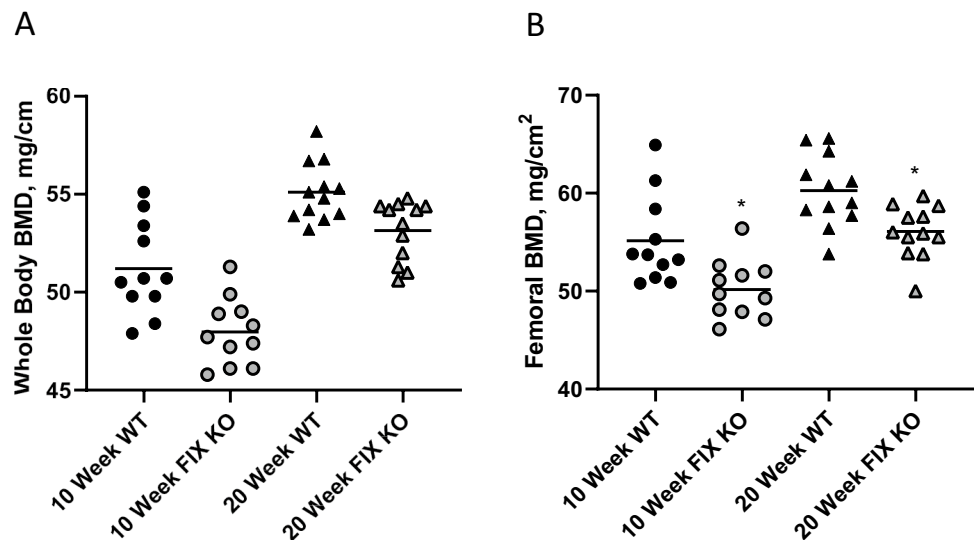 A
Whole Body BMD, mg/cm
60
55
50
45
10 Week WT
10 Week FIX KO
20 Week WT
20 Week FIX KO
B
Femoral BMD, mg/cm²
70
60
50
40
*
*
10 Week WT
10 Week FIX KO
20 Week WT
20 Week FIX KO